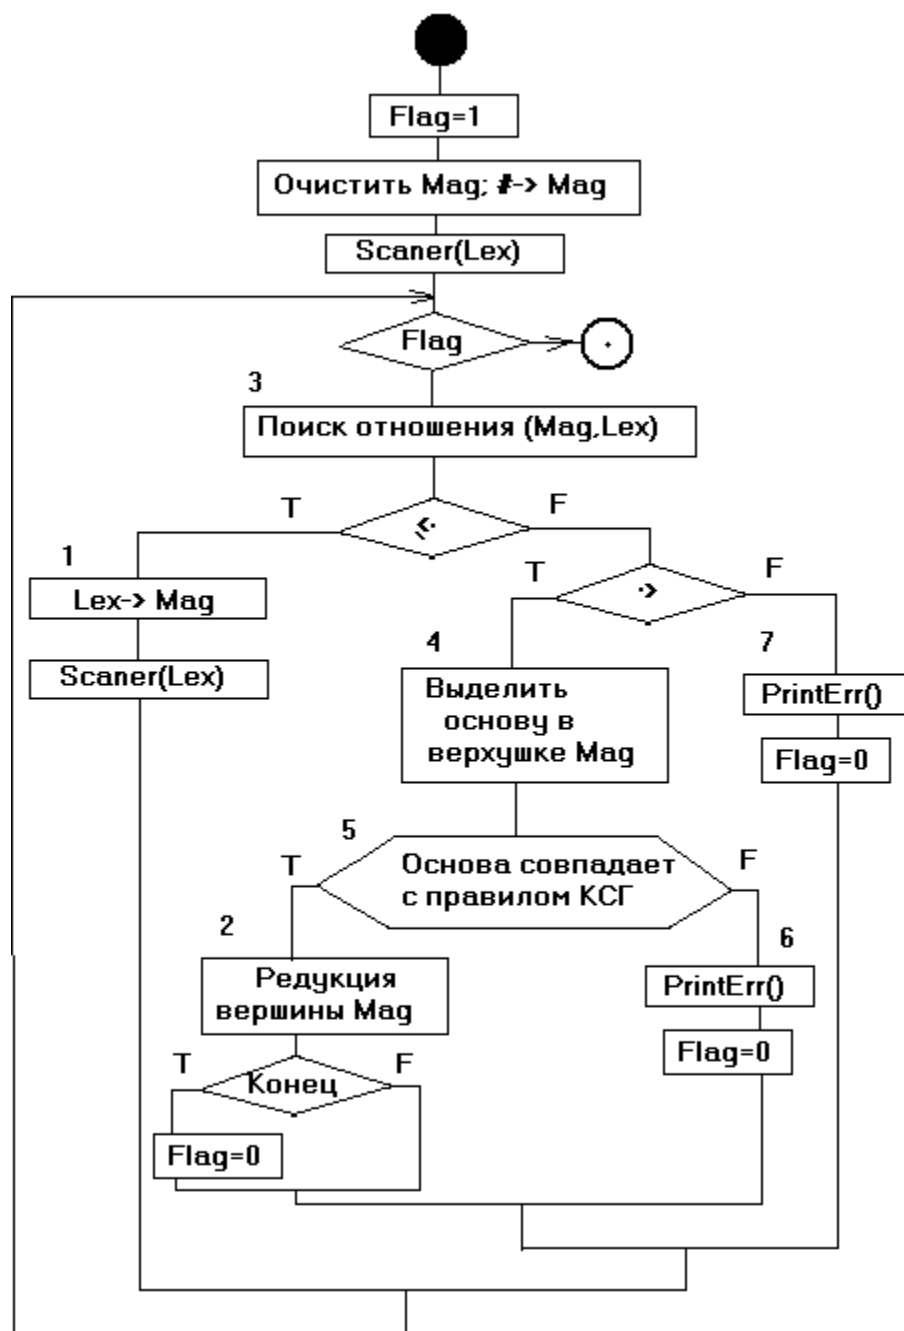 Flag=1
Очистить Mag; #-> Mag
Scaner(Lex)
Flag
3
Поиск отношения (Mag,Lex)
T
F
≤·
1
T
F
Lex-> Mag
·>
4
7
Scaner(Lex)
Выделить
основу в
верхушке Mag
PrintErr()
Flag=0
5
T
Основа совпадает
с правилом КСГ
F
2
6
Редукция
вершины Mag
PrintErr()
Flag=0
T
Конец
F
Flag=0